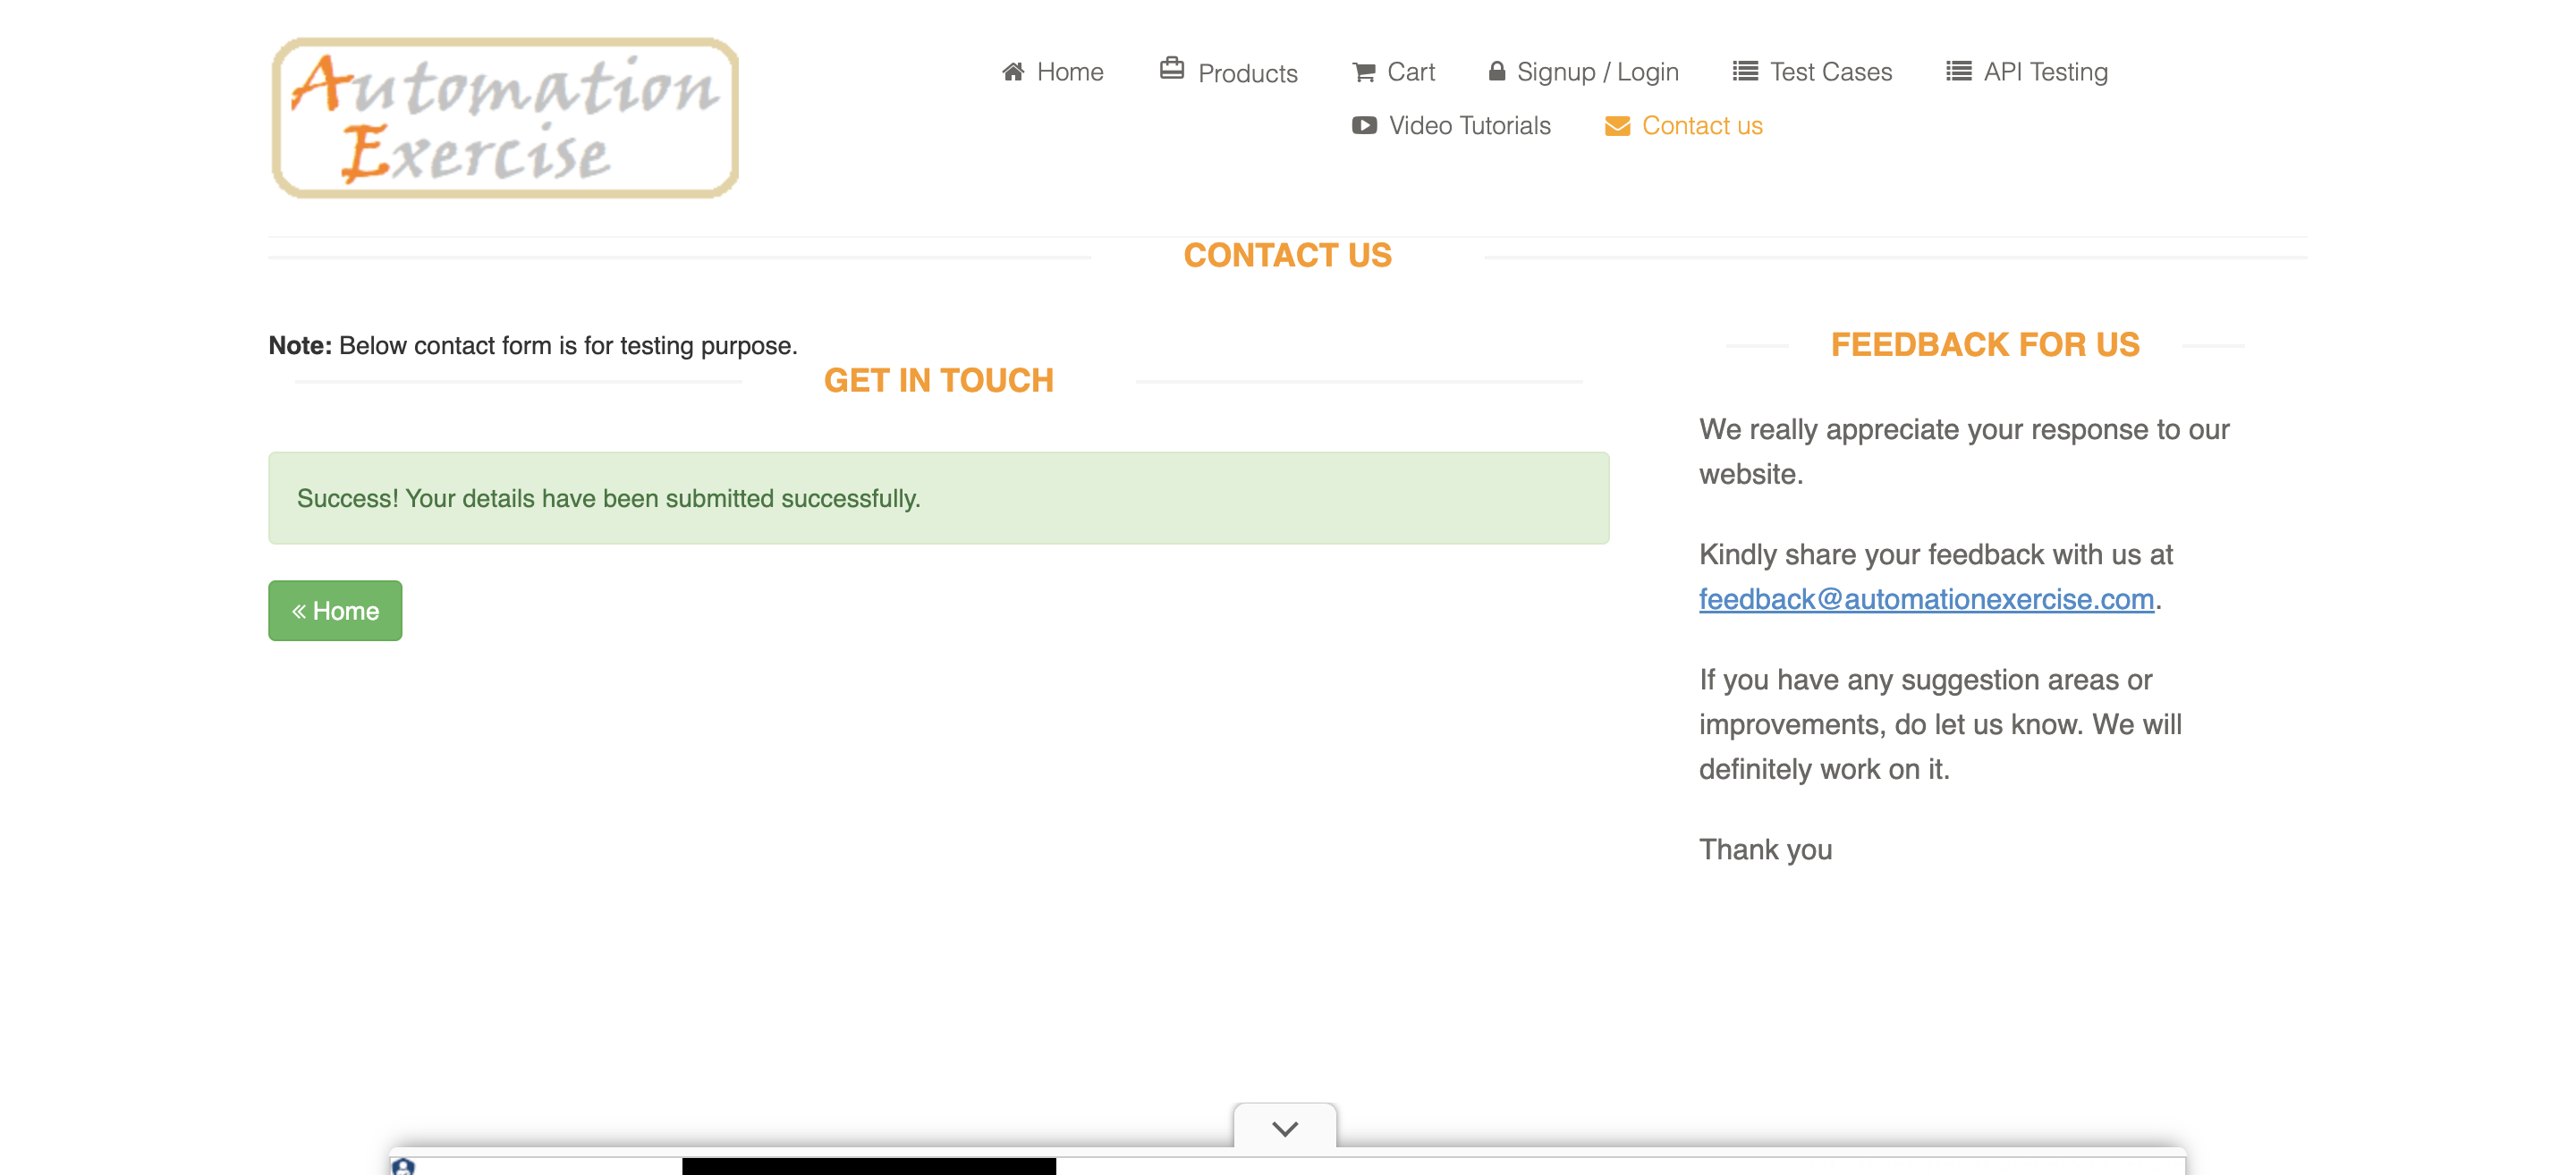 Automation
Exercise
Home
Products
Cart
Signup / Login
Test Cases
API Testing
Video Tutorials
Contact us
CONTACT US
Note: Below contact form is for testing purpose.
GET IN TOUCH
Success! Your details have been submitted successfully.
« Home
FEEDBACK FOR US
We really appreciate your response to our
website.
Kindly share your feedback with us at
feedback@automationexercise.com.
If you have any suggestion areas or
improvements, do let us know. We will
definitely work on it.
Thank you